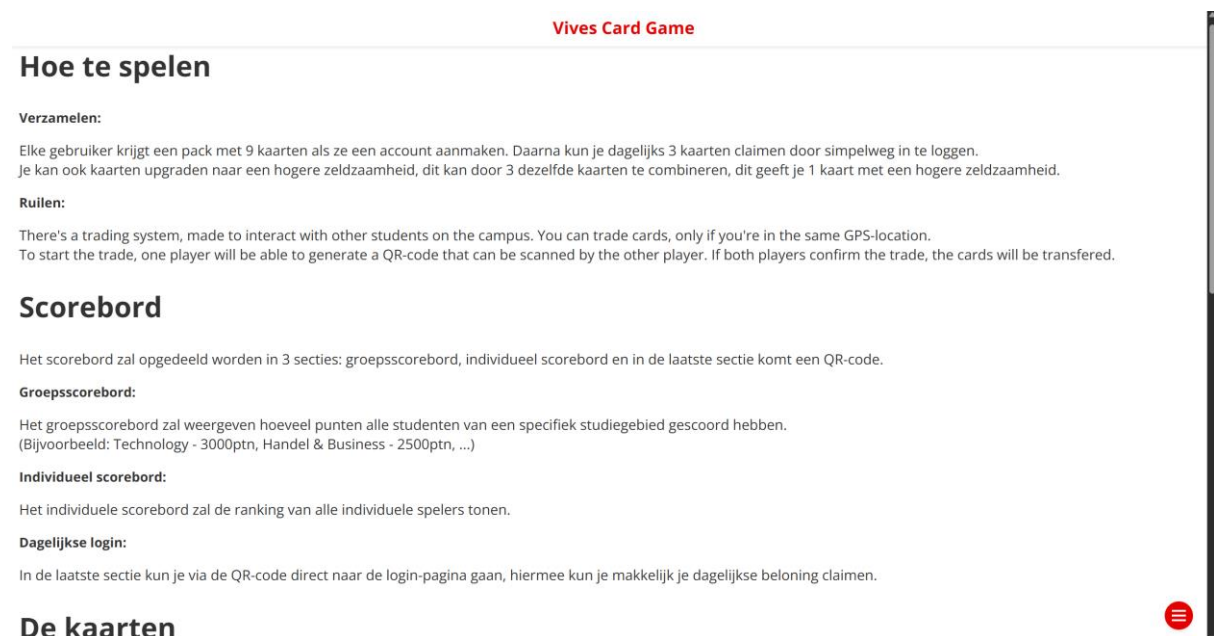 Vives Card Game
Hoe te spelen
Verzamelen:
Elke gebruiker krijgt een pack met 9 kaarten als ze een account aanmaken. Daarna kun je dagelijks 3 kaarten claimen door simpelweg in te loggen.
Je kan ook kaarten upgraden naar een hogere zeldzaamheid, dit kan door 3 dezelfde kaarten te combineren, dit geeft je 1 kaart met een hogere zeldzaamheid.
Ruilen:
There's a trading system, made to interact with other students on the campus. You can trade cards, only if you're in the same GPS-location.
To start the trade, one player will be able to generate a QR-code that can be scanned by the other player. If both players confirm the trade, the cards will be transfered.
Scorebord
Het scorebord zal opgedeeld worden in 3 secties: groepsscorebord, individueel scorebord en in de laatste sectie komt een QR-code.
Groepsscorebord:
Het groepsscorebord zal weergeven hoeveel punten alle studenten van een specifiek studiegebied gescoord hebben.
(Bijvoorbeeld: Technology - 3000ptn, Handel & Business - 2500ptn, ...)
Individueel scorebord:
Het individuele scorebord zal de ranking van alle individuele spelers tonen.
Dagelijkse login:
In de laatste sectie kun je via de QR-code direct naar de login-pagina gaan, hiermee kun je makkelijk je dagelijkse beloning claimen.
De kaarten